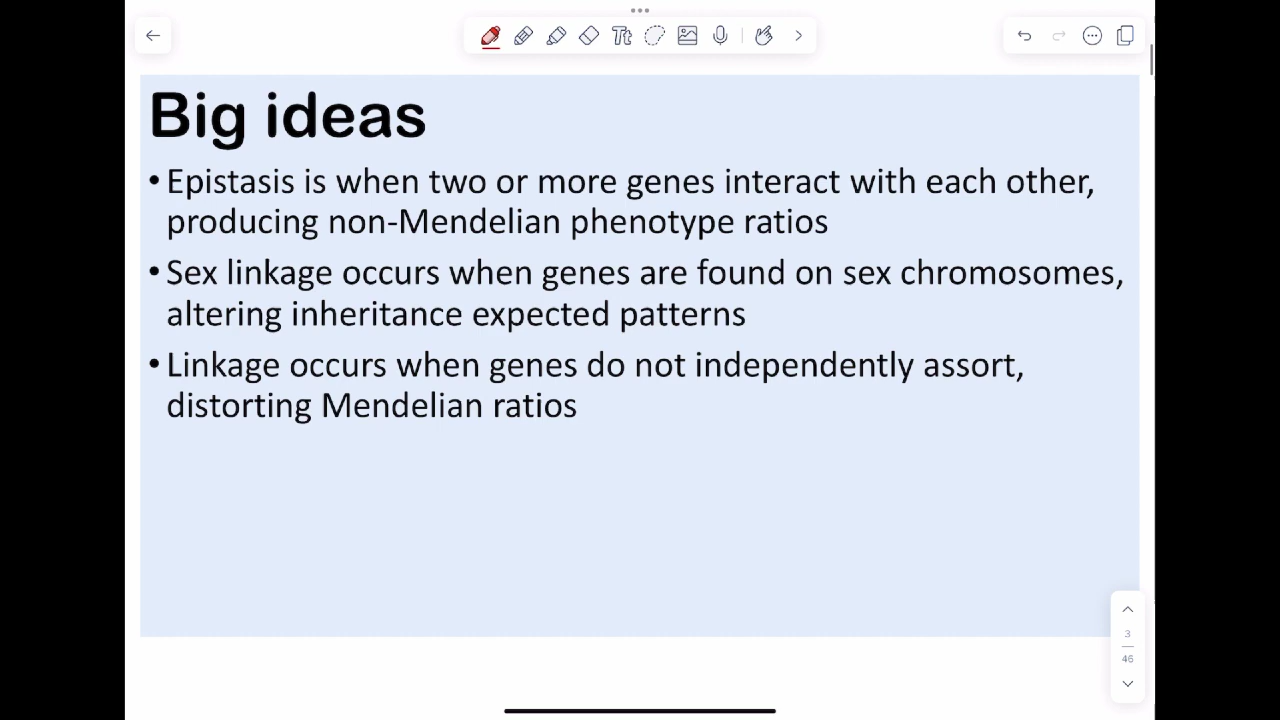 Tt
Big ideas
• Epistasis is when two or more genes interact with each other,
producing non-Mendelian phenotype ratios
• Sex linkage occurs when genes are found on sex chromosomes,
altering inheritance expected patterns
• Linkage occurs when genes do not independently assort,
distorting Mendelian ratios
3
46